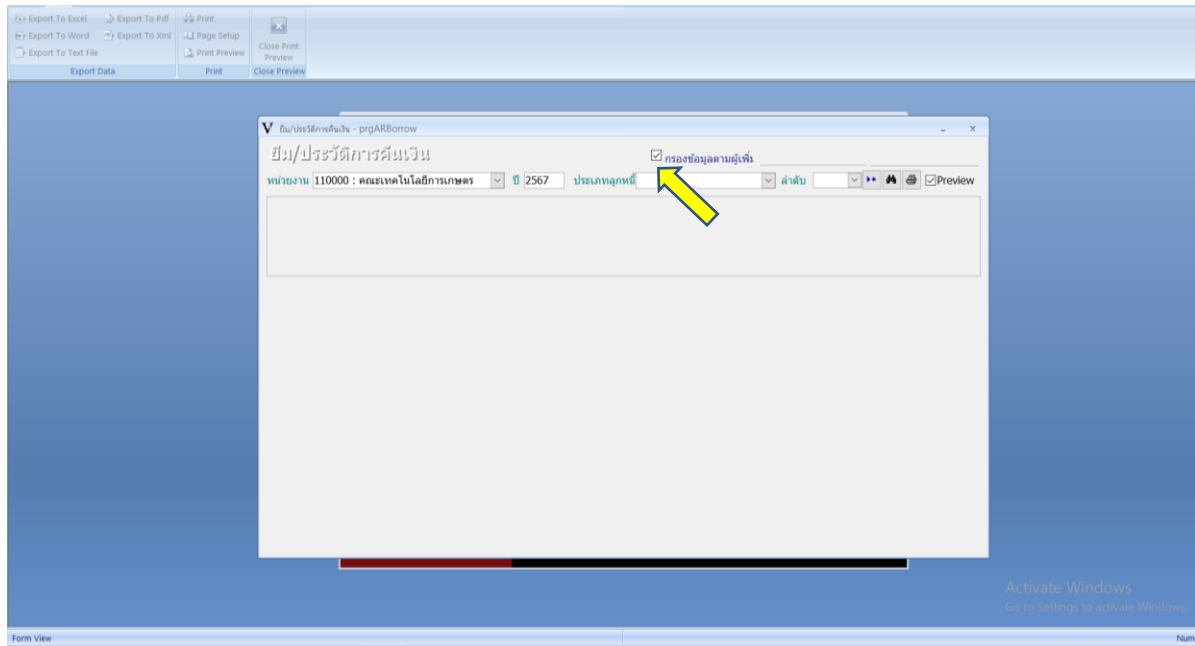 Export To Excel Export To Pdf Print
Export To Word Export To Xml Page Setup
Export To Text File Print Preview
Close Print
Preview
Export Data Print Close Preview
ยืม/ประวัติการคืนเงิน - prgARBorrow
ยืม/ประวัติการคืนเงิน
กรองข้อมูลตามผู้เพิ่ม
หน่วยงาน 110000 : คณะเทคโนโลยีการเกษตร ปี 2567 ประเภทลูกหนี้ ลำดับ Preview
Activate Windows
Go to Settings to activate Windows.
Form View Num